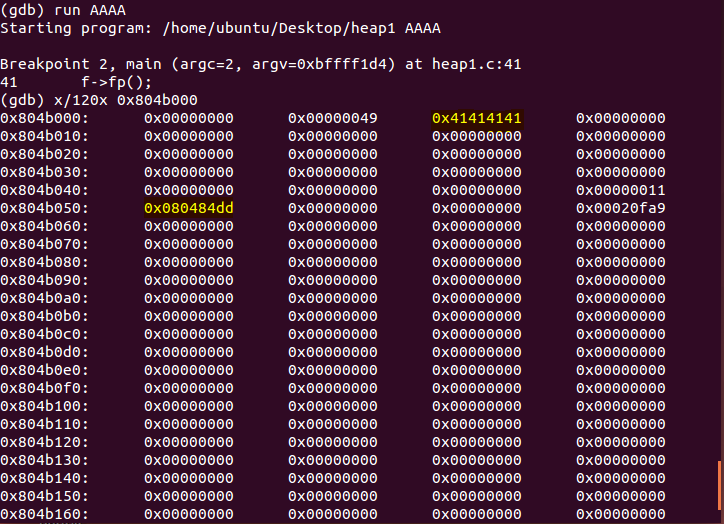 (gdb) run AAAA
Starting program: /home/ubuntu/Desktop/heap1 AAAA
Breakpoint 2, main (argc=2, argv=0xbffff1d4) at heap1.c:41
41 f->fp();
(gdb) x/120x 0x804b000
0x804b000: 0x00000000 0x00000049 0x41414141 0x00000000
0x804b010: 0x00000000 0x00000000 0x00000000 0x00000000
0x804b020: 0x00000000 0x00000000 0x00000000 0x00000000
0x804b030: 0x00000000 0x00000000 0x00000000 0x00000000
0x804b040: 0x00000000 0x00000000 0x00000000 0x00000011
0x804b050: 0x080484dd 0x00000000 0x00000000 0x00020fa9
0x804b060: 0x00000000 0x00000000 0x00000000 0x00000000
0x804b070: 0x00000000 0x00000000 0x00000000 0x00000000
0x804b080: 0x00000000 0x00000000 0x00000000 0x00000000
0x804b090: 0x00000000 0x00000000 0x00000000 0x00000000
0x804b0a0: 0x00000000 0x00000000 0x00000000 0x00000000
0x804b0b0: 0x00000000 0x00000000 0x00000000 0x00000000
0x804b0c0: 0x00000000 0x00000000 0x00000000 0x00000000
0x804b0d0: 0x00000000 0x00000000 0x00000000 0x00000000
0x804b0e0: 0x00000000 0x00000000 0x00000000 0x00000000
0x804b0f0: 0x00000000 0x00000000 0x00000000 0x00000000
0x804b100: 0x00000000 0x00000000 0x00000000 0x00000000
0x804b110: 0x00000000 0x00000000 0x00000000 0x00000000
0x804b120: 0x00000000 0x00000000 0x00000000 0x00000000
0x804b130: 0x00000000 0x00000000 0x00000000 0x00000000
0x804b140: 0x00000000 0x00000000 0x00000000 0x00000000
0x804b150: 0x00000000 0x00000000 0x00000000 0x00000000
0x804b160: 0x00000000 0x00000000 0x00000000 0x00000000